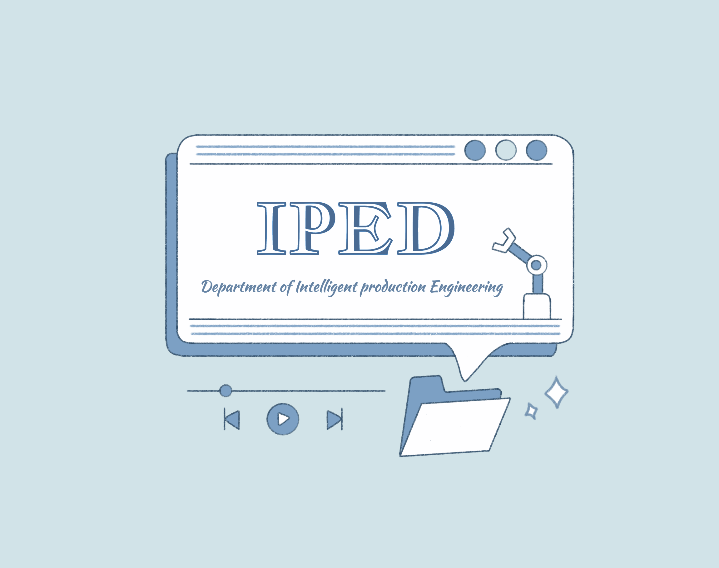 IPED
Department of Intelligent production Engineering